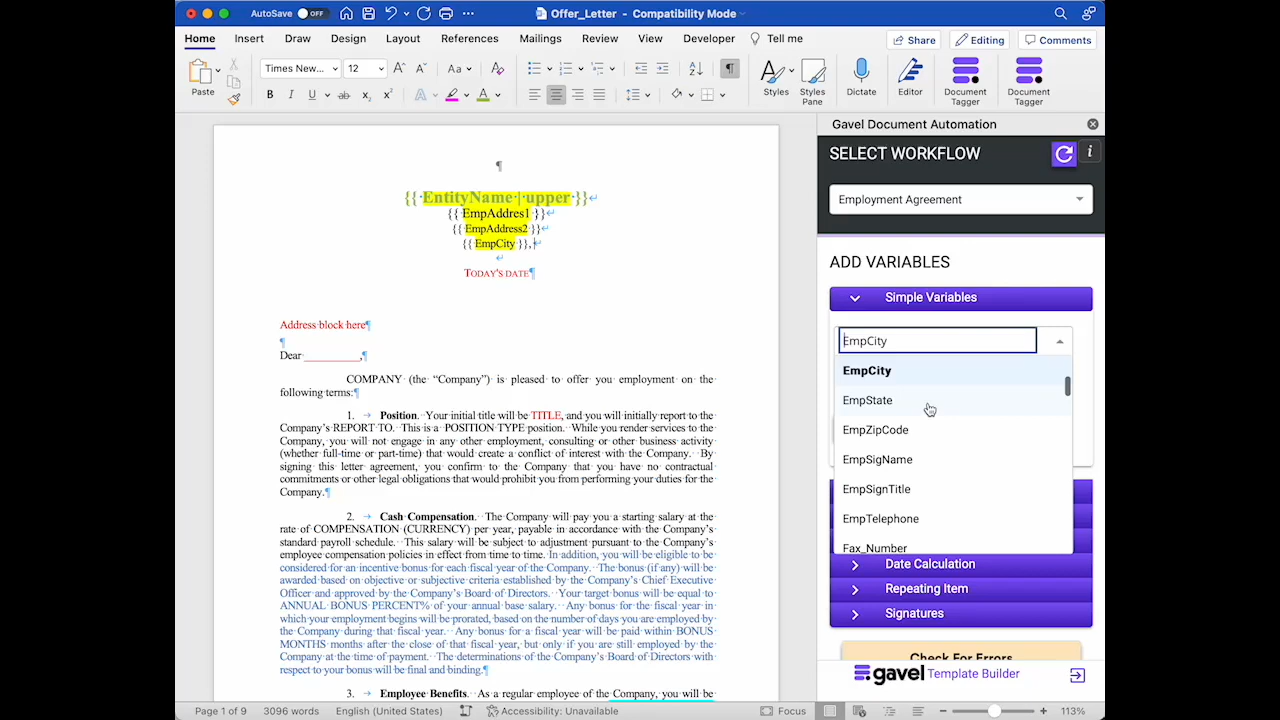 AutoSave OFF
Offer_Letter - Compatibility Mode
Home Insert Draw Design Layout References Mailings Review View Developer Tell me
Share Editing Comments
Paste
Times New... 12
Aa
B I U ab x₂ x²
Styles
Styles Pane
Dictate
Editor
Document Tagger
Document Tagger
{{ EntityName | upper }}
{{ EmpAddres1 }}
{{ EmpAddress2 }}
{{ EmpCity }},
TODAY'S DATE
Address block here
Dear __________,
COMPANY (the “Company”) is pleased to offer you employment on the
following terms:
1. Position. Your initial title will be TITLE, and you will initially report to the
Company’s REPORT TO. This is a POSITION TYPE position. While you render services to the
Company, you will not engage in any other employment, consulting or other business activity
(whether full-time or part-time) that would create a conflict of interest with the Company. By
signing this letter agreement, you confirm to the Company that you have no contractual
commitments or other legal obligations that would prohibit you from performing your duties for the
Company.
2. Cash Compensation. The Company will pay you a starting salary at the
rate of COMPENSATION (CURRENCY) per year, payable in accordance with the Company’s
standard payroll schedule. This salary will be subject to adjustment pursuant to the Company’s
employee compensation policies in effect from time to time. In addition, you will be eligible to be
considered for an incentive bonus for each fiscal year of the Company. The bonus (if any) will be
awarded based on objective or subjective criteria established by the Company’s Chief Executive
Officer and approved by the Company’s Board of Directors. Your target bonus will be equal to
ANNUAL BONUS PERCENT% of your annual base salary. Any bonus for the fiscal year in
which your employment begins will be prorated, based on the number of days you are employed by
the Company during that fiscal year. Any bonus for a fiscal year will be paid within BONUS
MONTHS months after the close of that fiscal year, but only if you are still employed by the
Company at the time of payment. The determinations of the Company’s Board of Directors with
respect to your bonus will be final and binding.
3. Employee Benefits. As a regular employee of the Company, you will be
Gavel Document Automation
SELECT WORKFLOW
i
Employment Agreement
ADD VARIABLES
Simple Variables
EmpCity
EmpCity
EmpState
EmpZipCode
EmpSigName
EmpSignTitle
EmpTelephone
Fax_Number
Date Calculation
Repeating Item
Signatures
Check For Errors
gavel Template Builder
Page 1 of 9 3096 words English (United States) Accessibility: Unavailable Focus 113%